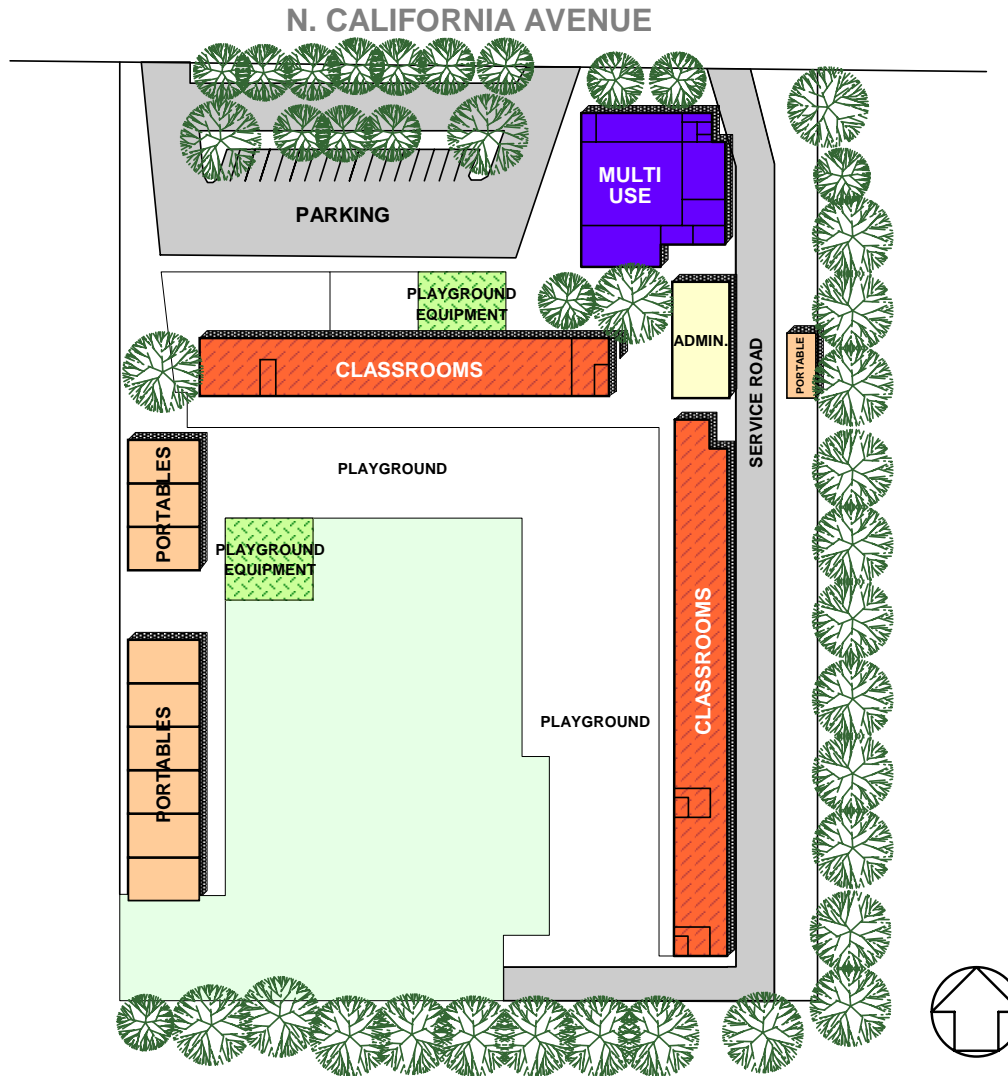 N. CALIFORNIA AVENUE
MULTI
USE
PARKING
PLAYGROUND
EQUIPMENT
ADMIN.
PORTABLE
CLASSROOMS
SERVICE ROAD
PLAYGROUND
PORTABLES
PLAYGROUND
EQUIPMENT
CLASSROOMS
PLAYGROUND
PORTABLES